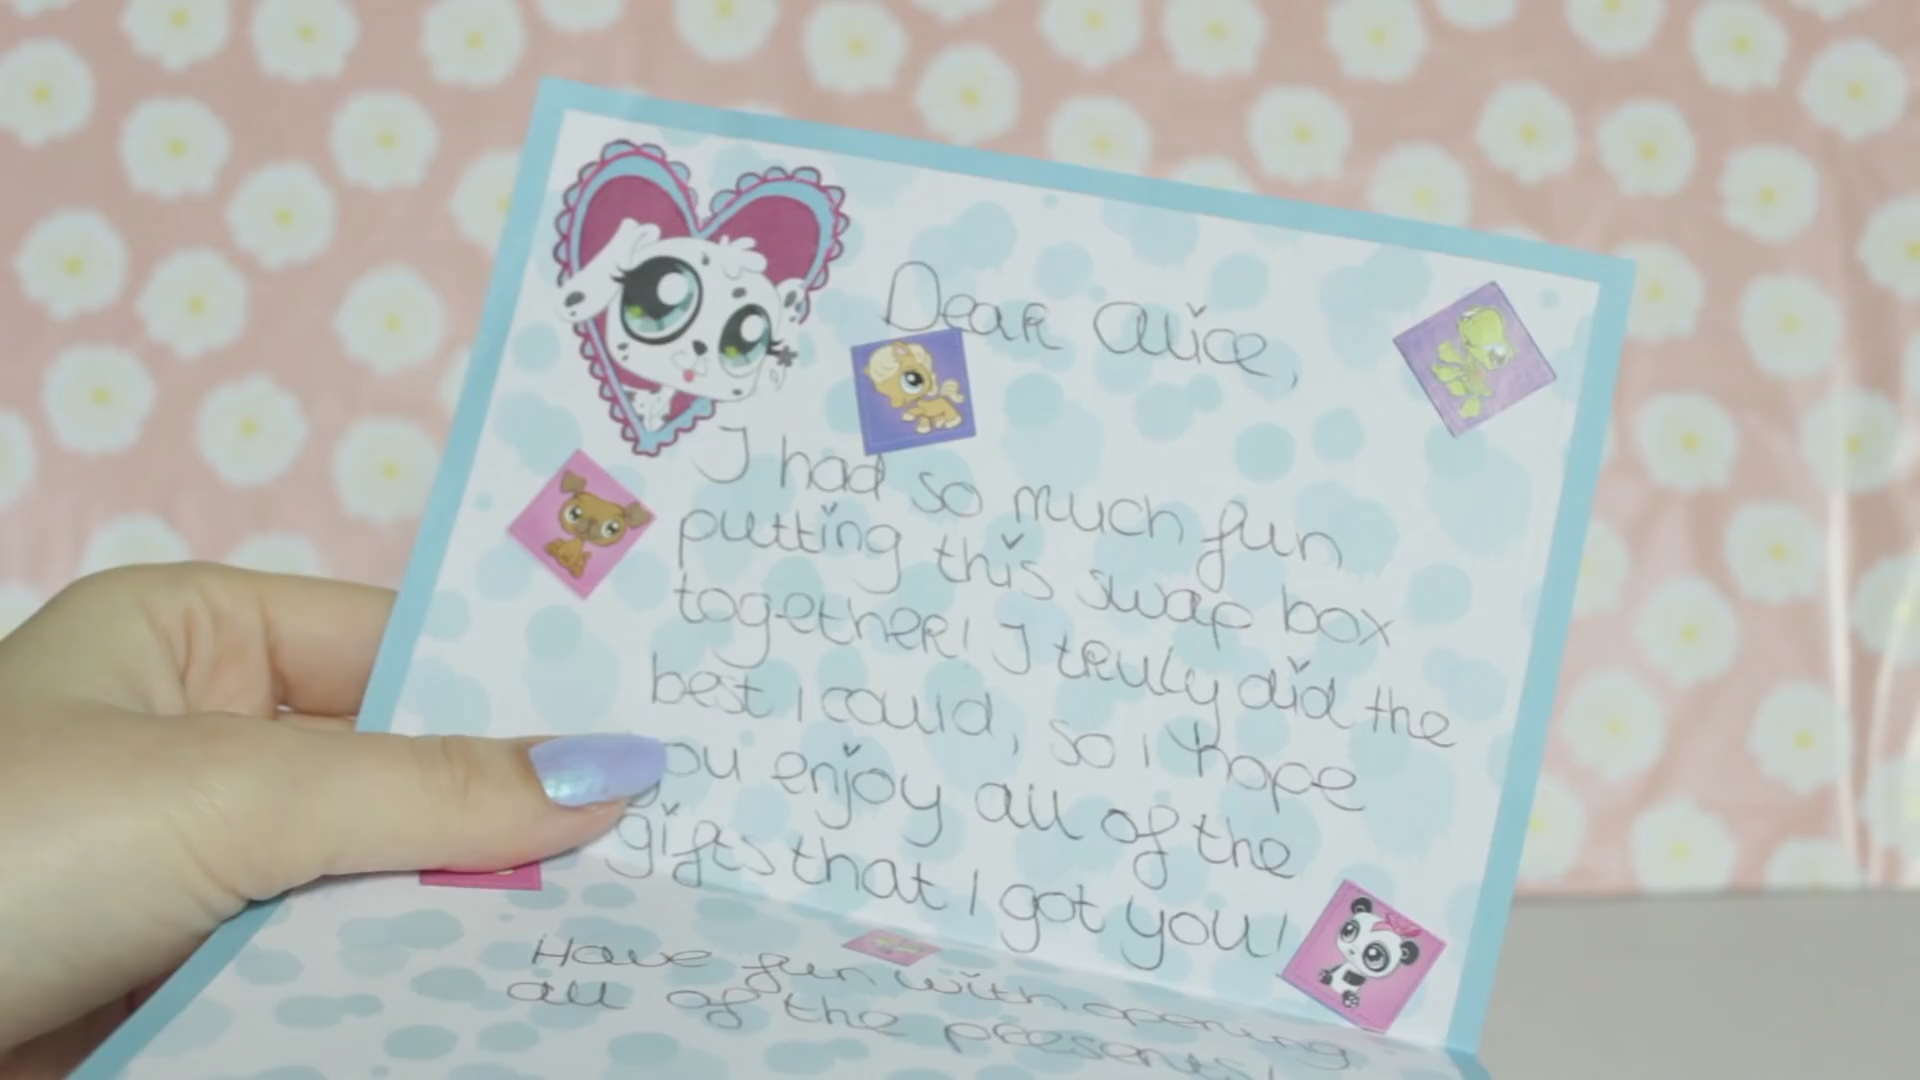 Dear Alice,
I had so much fun
putting this swap box
together! I truly did the
best I could, so I hope
you enjoy all of the
gifts that I got you!
Have fun with opening
all of the presents!